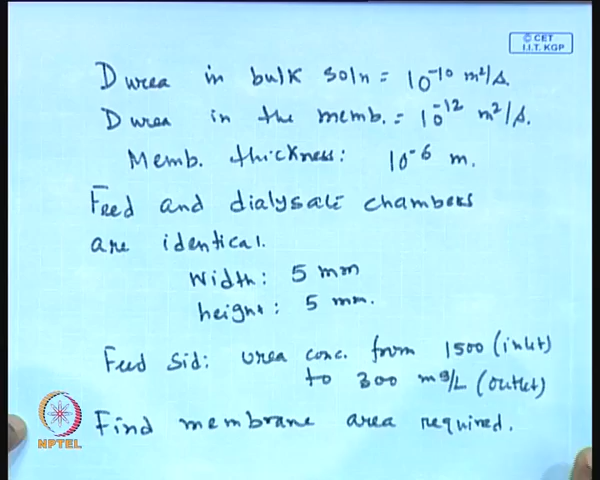 © CET
I.I.T. KGP
D urea in bulk soln = 10⁻¹⁰ m²/s.
D urea in the memb. = 10⁻¹² m²/s.
Memb. thickness: 10⁻⁶ m.
Feed and dialysate chambers
are identical.
Width: 5 mm
height: 5 mm.
Feed Sid: urea conc. from 1500 (inlet)
to 300 mg/L (outlet)
Find membrane area required.
NPTEL